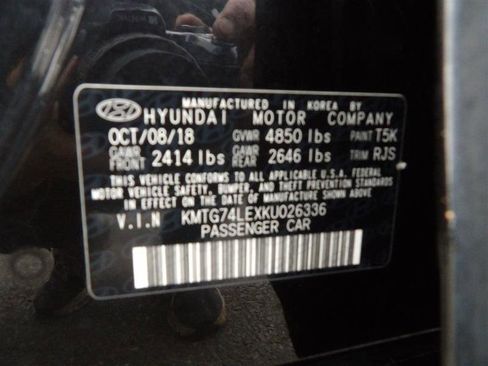 MANUFACTURED IN KOREA BY
HYUNDAI MOTOR COMPANY
OCT/08/18 GVWR 4850 lbs PAINT T5K
GAWR FRONT 2414 lbs GAWR REAR 2646 lbs TRIM RJS
THIS VEHICLE CONFORMS TO ALL APPLICABLE U.S.A. FEDERAL
MOTOR VEHICLE SAFETY, BUMPER, AND THEFT PREVENTION
STANDARDS IN EFFECT ON THE DATE OF MANUFACTURE SHOWN ABOVE
V.I.N KMTG74LEXKU026336
PASSENGER CAR